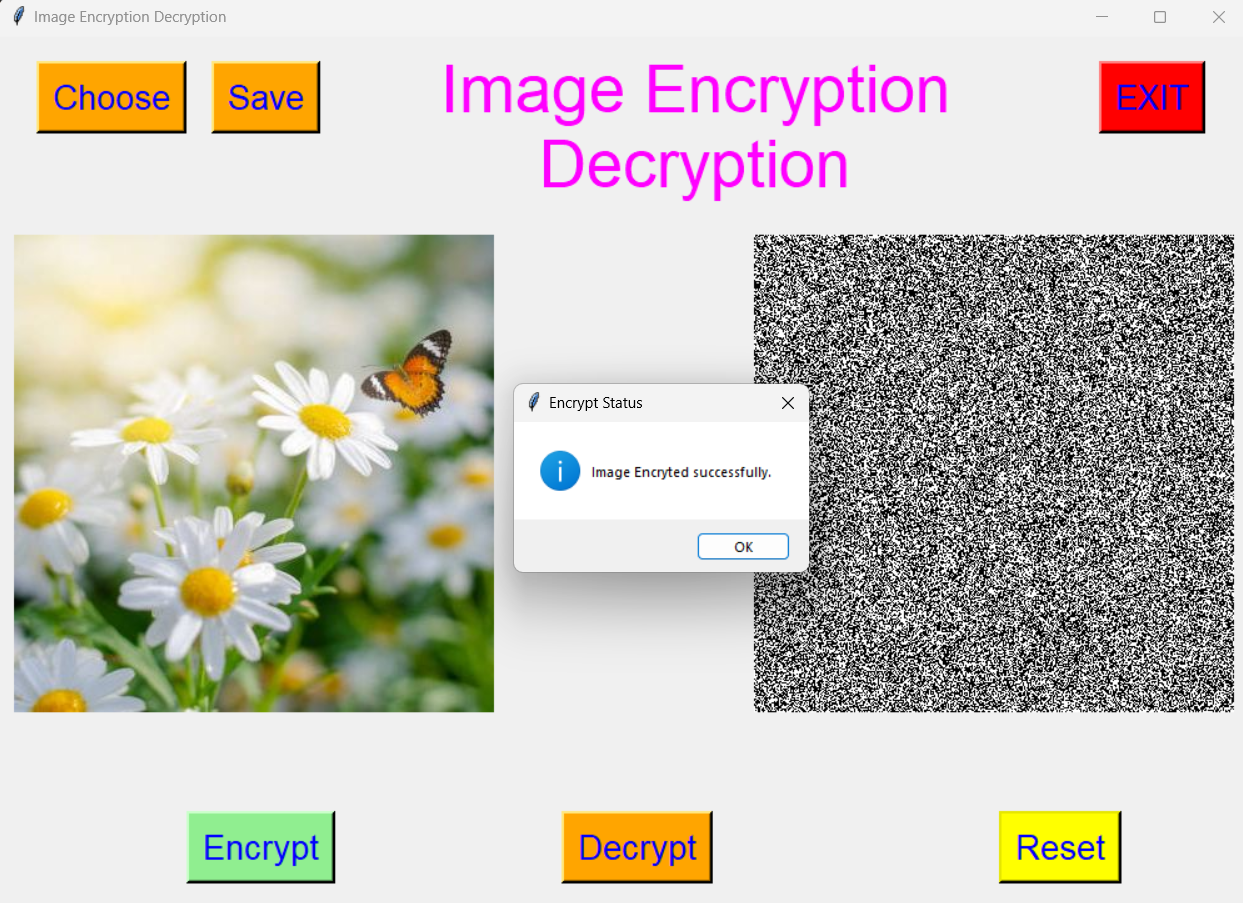 Image Encryption Decryption
Choose
Save
Image Encryption
Decryption
EXIT
Encrypt Status
Image Encryted successfully.
OK
Encrypt
Decrypt
Reset